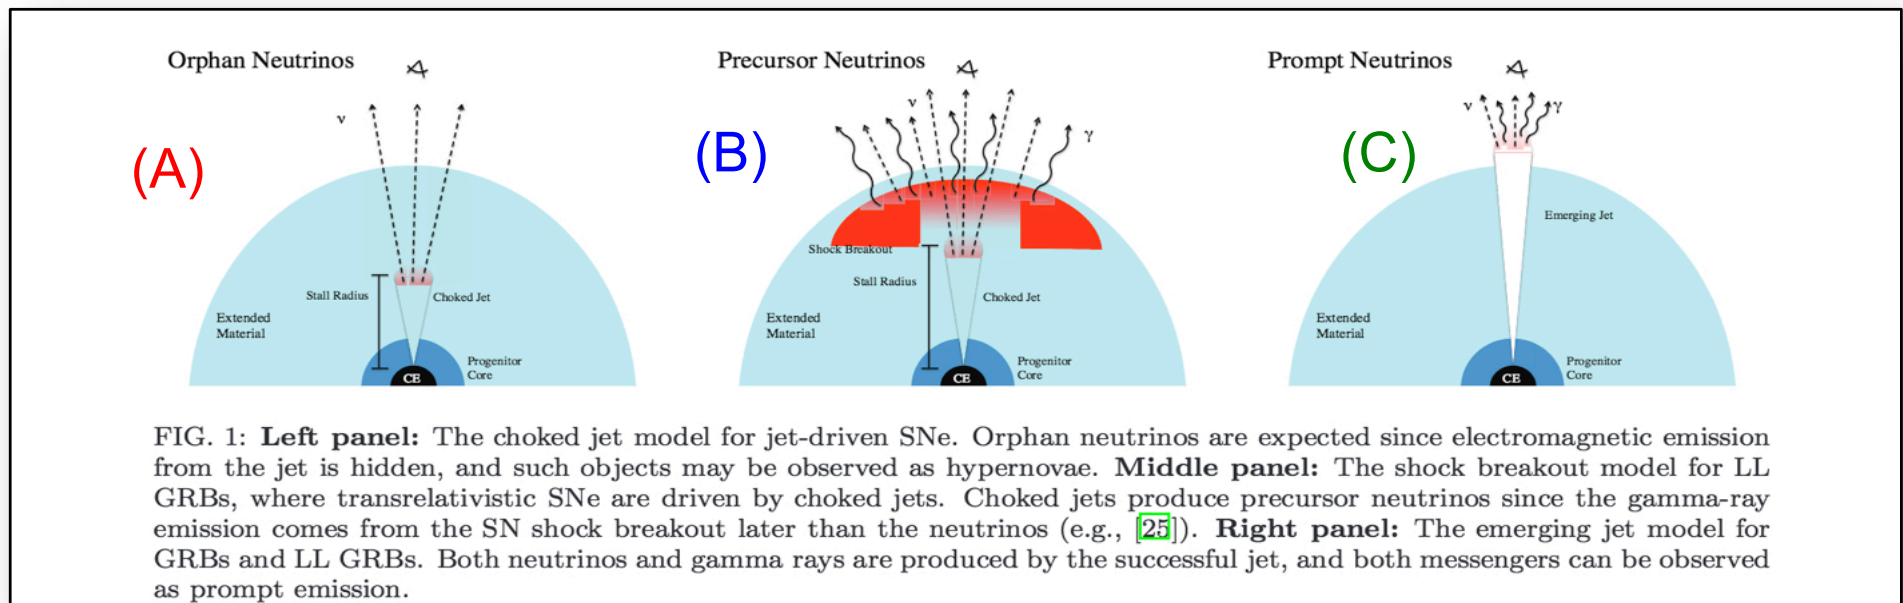 Orphan Neutrinos
ν
(A)
Stall Radius
Choked Jet
Extended
Material
Progenitor
Core
CE
Precursor Neutrinos
ν
γ
(B)
Shock Breakout
Stall Radius
Choked Jet
Extended
Material
Progenitor
Core
CE
Prompt Neutrinos
ν
γ
(C)
Emerging Jet
Extended
Material
Progenitor
Core
CE
FIG. 1: Left panel: The choked jet model for jet-driven SNe. Orphan neutrinos are expected since electromagnetic emission
from the jet is hidden, and such objects may be observed as hypernovae. Middle panel: The shock breakout model for LL
GRBs, where transrelativistic SNe are driven by choked jets. Choked jets produce precursor neutrinos since the gamma-ray
emission comes from the SN shock breakout later than the neutrinos (e.g., [25]). Right panel: The emerging jet model for
GRBs and LL GRBs. Both neutrinos and gamma rays are produced by the successful jet, and both messengers can be observed
as prompt emission.